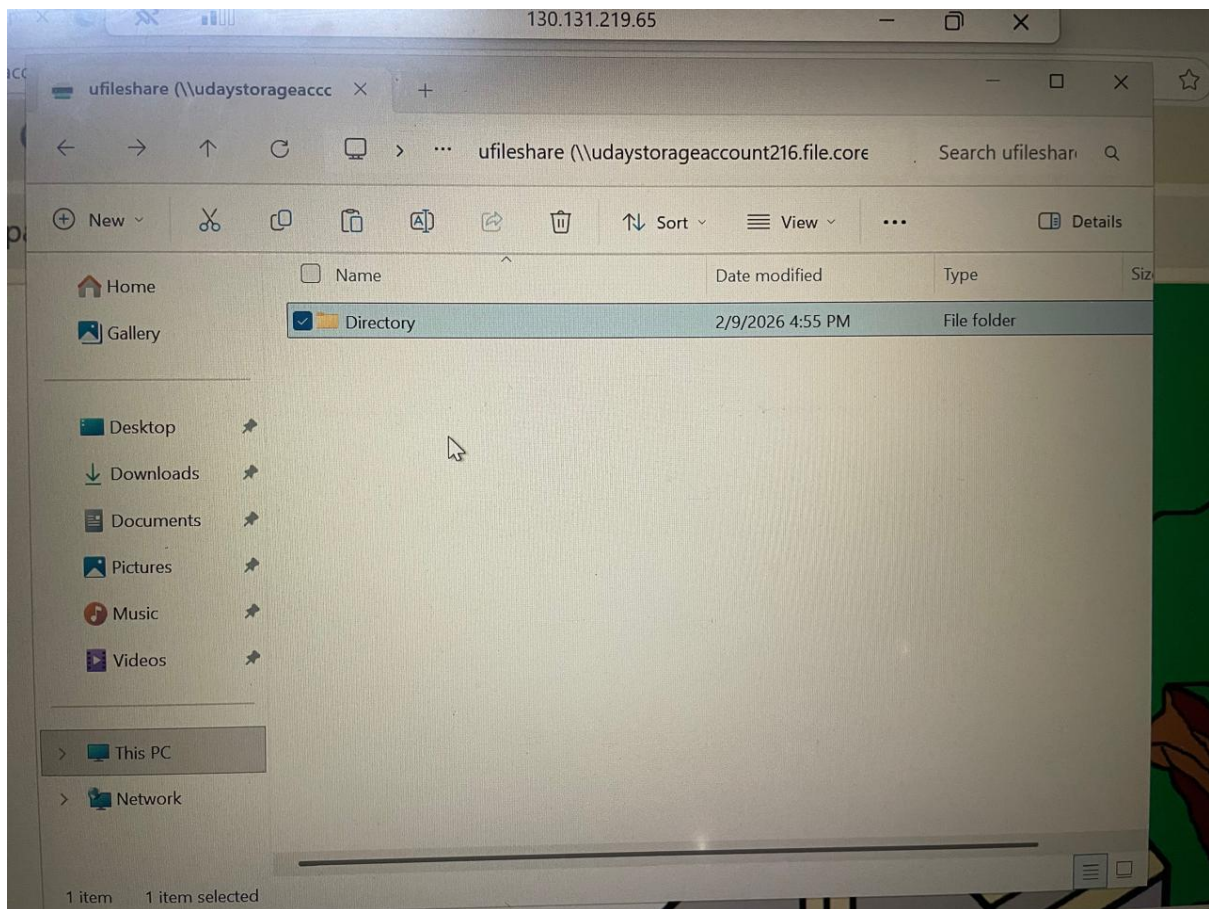 130.131.219.65
ufileshare (\\udaystorageaccc
ufileshare (\\udaystorageaccount216.file.core
Search ufileshar
New
Sort
View
Details
Name
Date modified
Type
Home
Directory
2/9/2026 4:55 PM
File folder
Gallery
Desktop
Downloads
Documents
Pictures
Music
Videos
This PC
Network
1 item
1 item selected